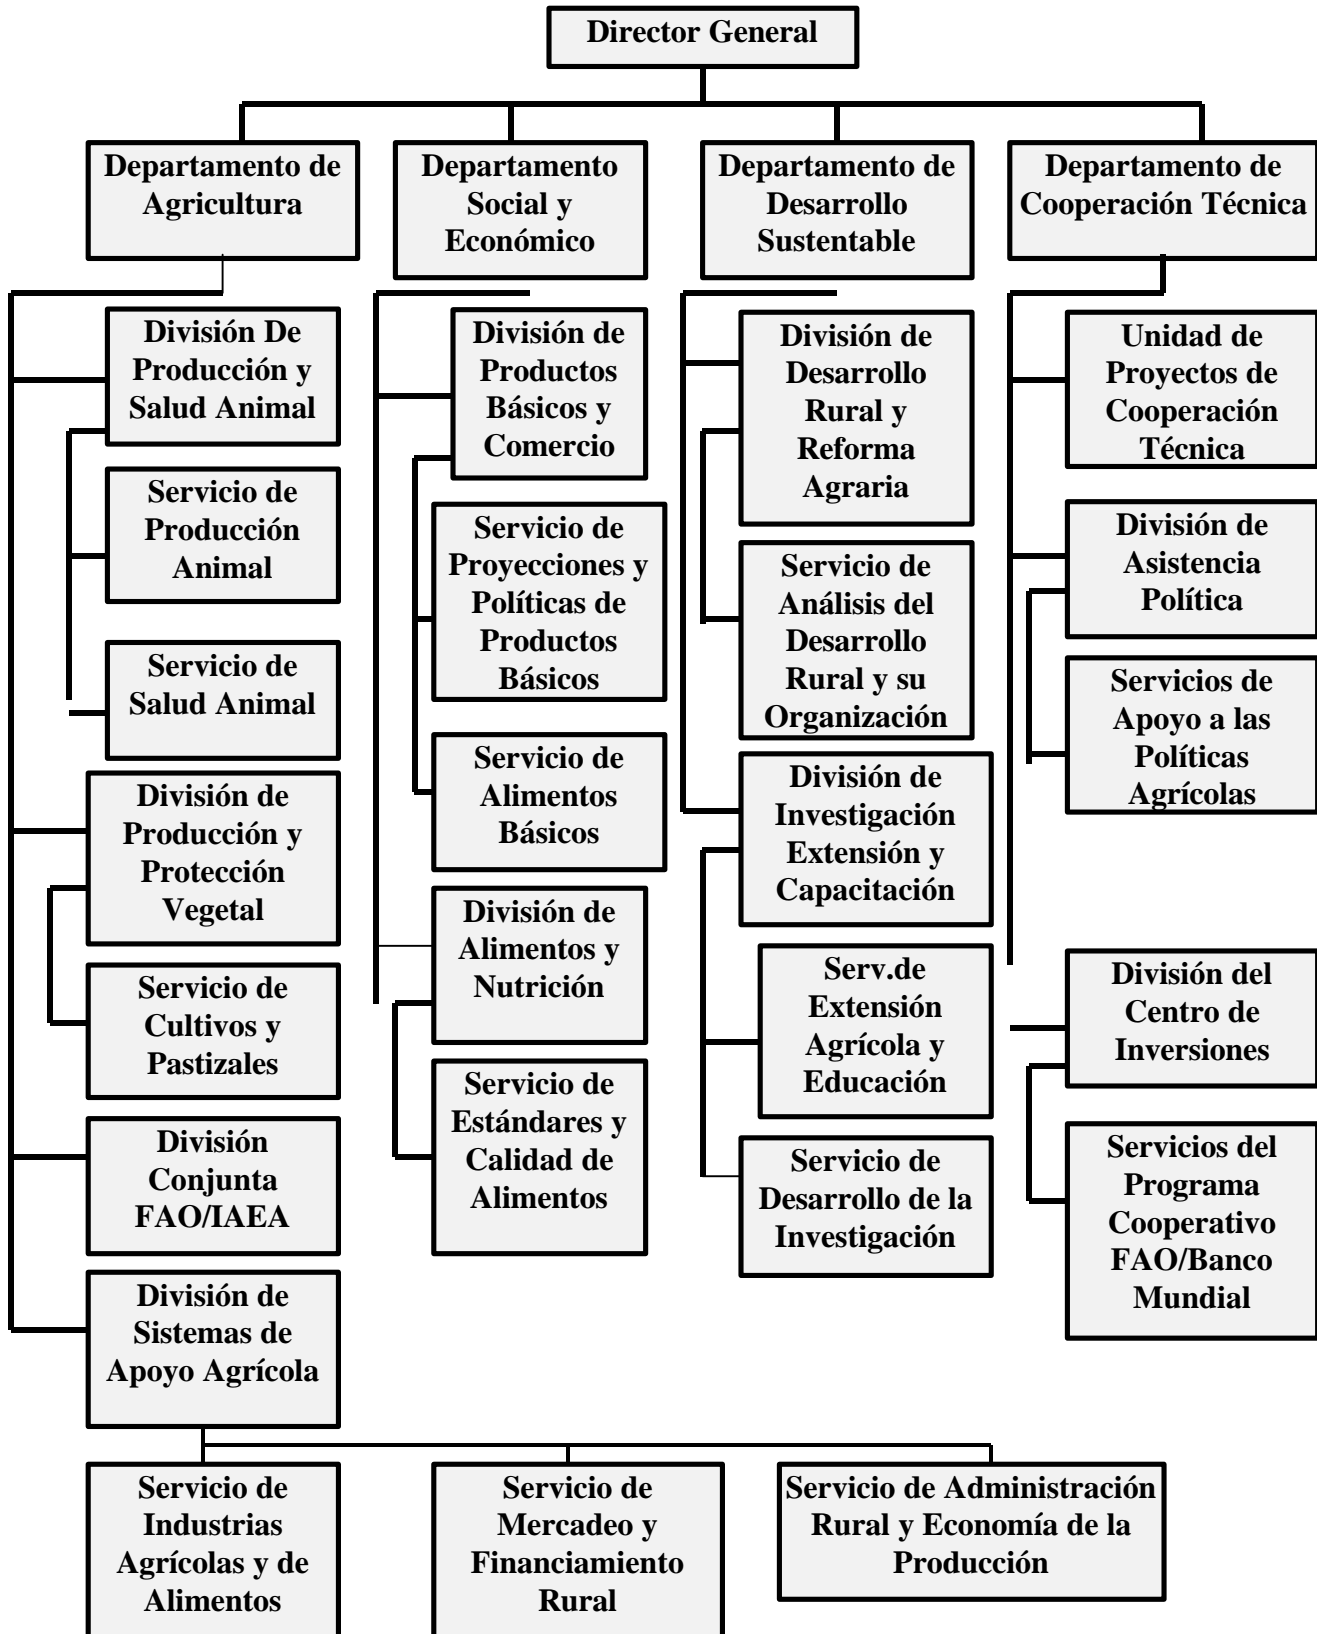 Director General
Departamento de
Agricultura
Departamento
Social y
Económico
Departamento de
Desarrollo
Sustentable
Departamento de
Cooperación Técnica
División De
Producción y
Salud Animal
Servicio de
Producción
Animal
Servicio de
Salud Animal
División de
Producción y
Protección
Vegetal
Servicio de
Cultivos y
Pastizales
División
Conjunta
FAO/IAEA
División de
Sistemas de
Apoyo Agrícola
División de
Productos
Básicos y
Comercio
Servicio de
Proyecciones y
Políticas de
Productos
Básicos
Servicio de
Alimentos
Básicos
División de
Alimentos y
Nutrición
Servicio de
Estándares y
Calidad de
Alimentos
División de
Desarrollo
Rural y
Reforma
Agraria
Servicio de
Análisis del
Desarrollo
Rural y su
Organización
División de
Investigación
Extensión y
Capacitación
Serv.de
Extensión
Agrícola y
Educación
Servicio de
Desarrollo de la
Investigación
Unidad de
Proyectos de
Cooperación
Técnica
División de
Asistencia
Política
Servicios de
Apoyo a las
Políticas
Agrícolas
División del
Centro de
Inversiones
Servicios del
Programa
Cooperativo
FAO/Banco
Mundial
Servicio de
Industrias
Agrícolas y de
Alimentos
Servicio de
Mercadeo y
Financiamiento
Rural
Servicio de Administración
Rural y Economía de la
Producción